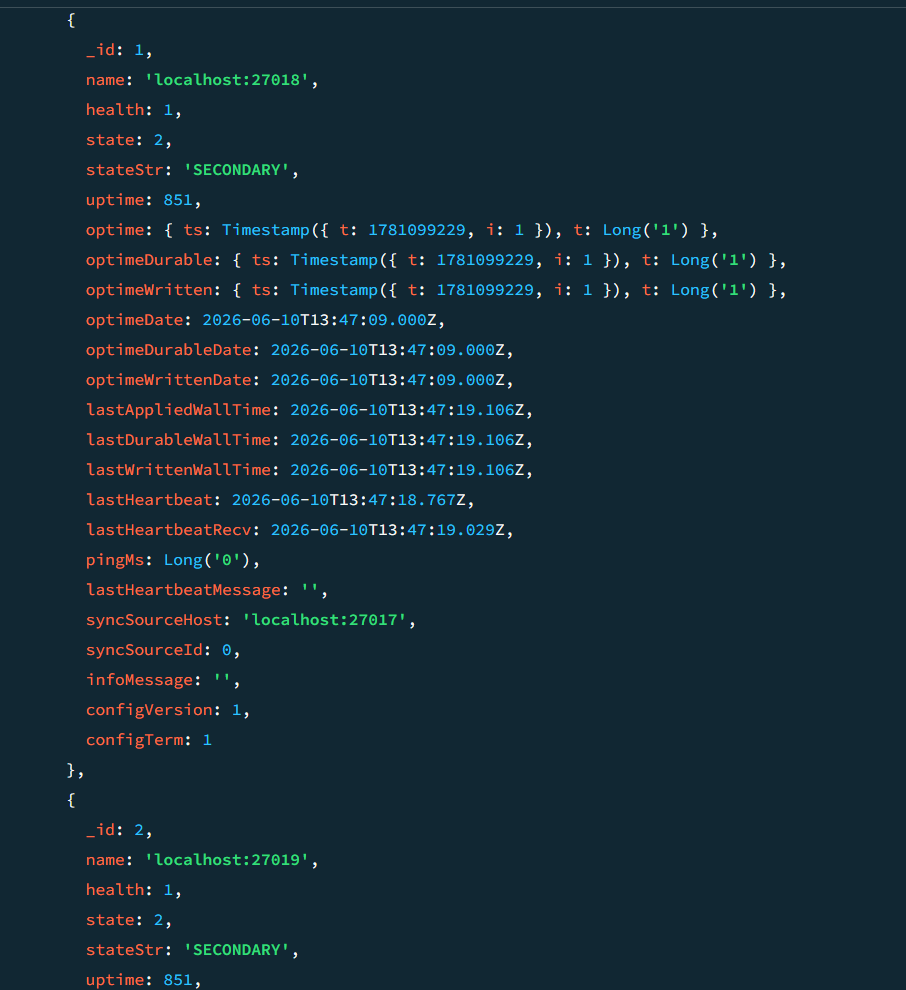 {
_id: 1,
name: 'localhost:27018',
health: 1,
state: 2,
stateStr: 'SECONDARY',
uptime: 851,
optime: { ts: Timestamp({ t: 1781099229, i: 1 }), t: Long('1') },
optimeDurable: { ts: Timestamp({ t: 1781099229, i: 1 }), t: Long('1') },
optimeWritten: { ts: Timestamp({ t: 1781099229, i: 1 }), t: Long('1') },
optimeDate: 2026-06-10T13:47:09.000Z,
optimeDurableDate: 2026-06-10T13:47:09.000Z,
optimeWrittenDate: 2026-06-10T13:47:09.000Z,
lastAppliedWallTime: 2026-06-10T13:47:19.106Z,
lastDurableWallTime: 2026-06-10T13:47:19.106Z,
lastWrittenWallTime: 2026-06-10T13:47:19.106Z,
lastHeartbeat: 2026-06-10T13:47:18.767Z,
lastHeartbeatRecv: 2026-06-10T13:47:19.029Z,
pingMs: Long('0'),
lastHeartbeatMessage: '',
syncSourceHost: 'localhost:27017',
syncSourceId: 0,
infoMessage: '',
configVersion: 1,
configTerm: 1
},
{
_id: 2,
name: 'localhost:27019',
health: 1,
state: 2,
stateStr: 'SECONDARY',
uptime: 851,